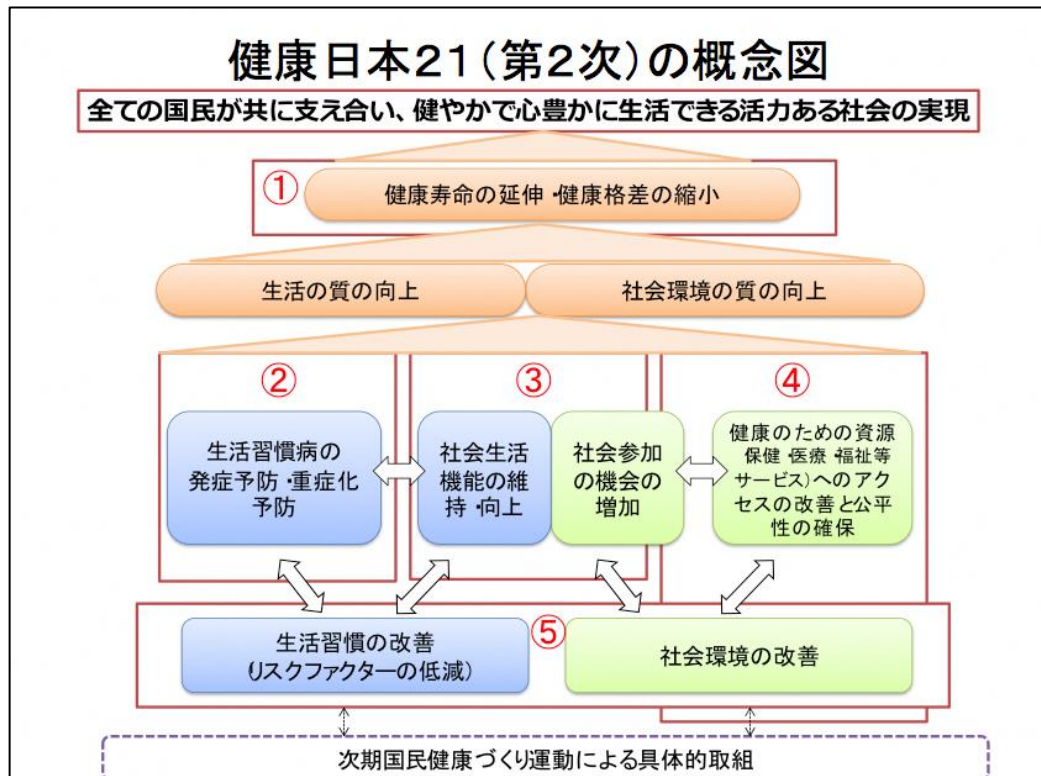 健康日本21(第2次)の概念図
全ての国民が共に支え合い、健やかで心豊かに生活できる活力ある社会の実現
①
健康寿命の延伸・健康格差の縮小
生活の質の向上
社会環境の質の向上
②
生活習慣病の
発症予防・重症化
予防
③
社会生活
機能の維
持・向上
社会参加
の機会の
増加
④
健康のための資源
保健・医療・福祉等
サービス)へのアク
セスの改善と公平
性の確保
⑤
生活習慣の改善
(リスクファクターの低減)
社会環境の改善
次期国民健康づくり運動による具体的取組